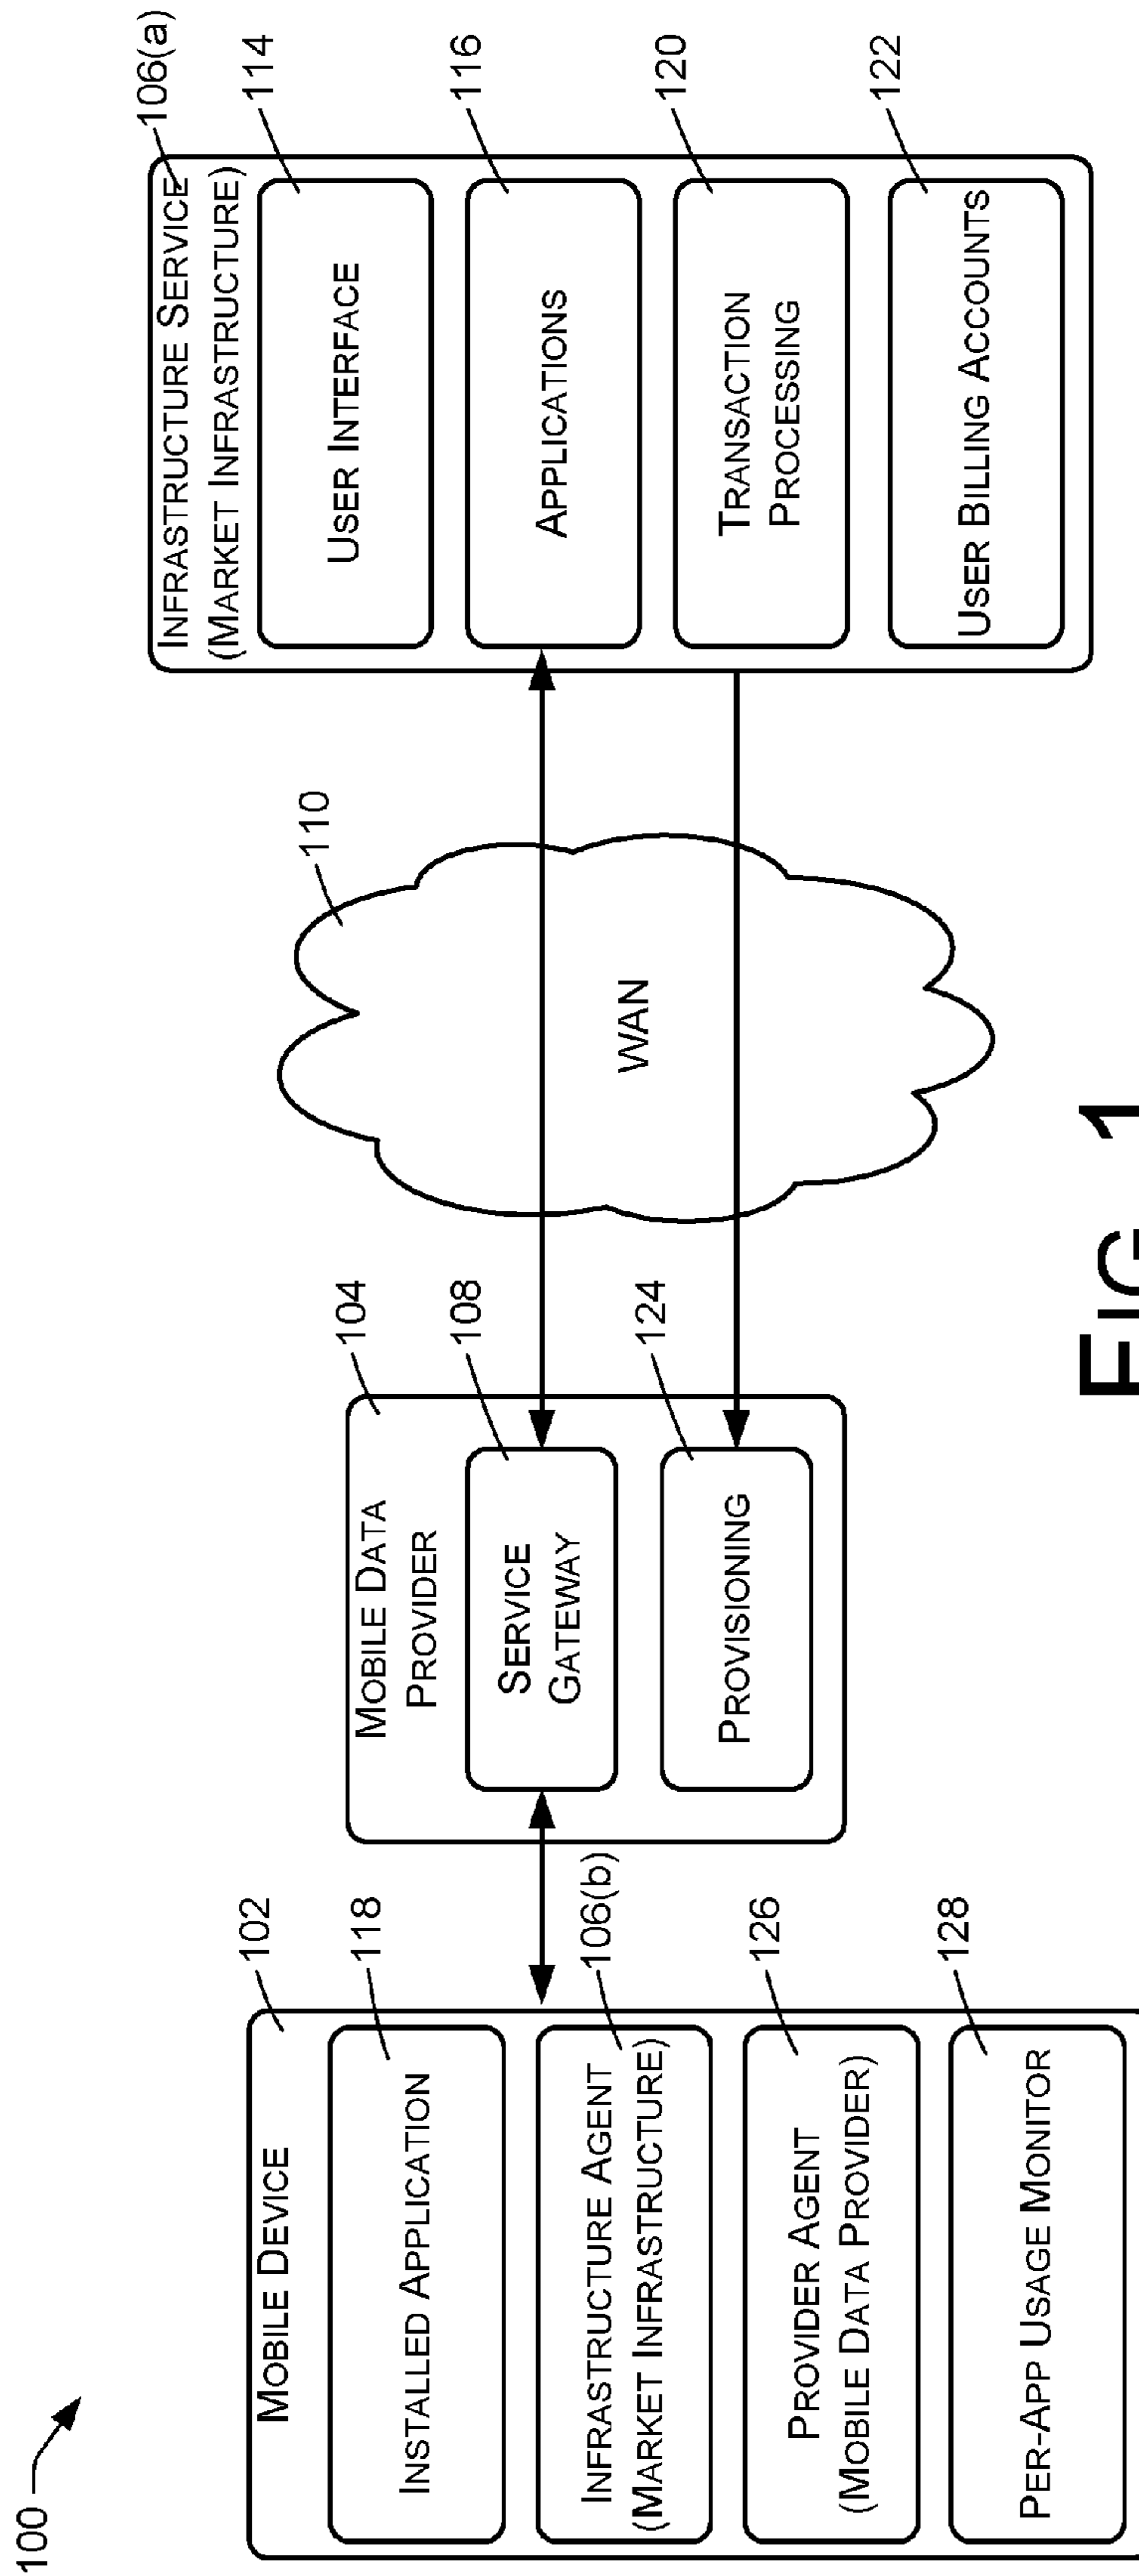 100
MOBILE DEVICE
102
INSTALLED APPLICATION
118
INFRASTRUCTURE AGENT
(MARKET INFRASTRUCTURE)
106(b)
PROVIDER AGENT
(MOBILE DATA PROVIDER)
126
PER-APP USAGE MONITOR
128
MOBILE DATA
PROVIDER
104
SERVICE
GATEWAY
108
PROVISIONING
124
WAN
110
INFRASTRUCTURE SERVICE
(MARKET INFRASTRUCTURE)
106(a)
USER INTERFACE
114
APPLICATIONS
116
TRANSACTION
PROCESSING
120
USER BILLING ACCOUNTS
122
FIG. 1